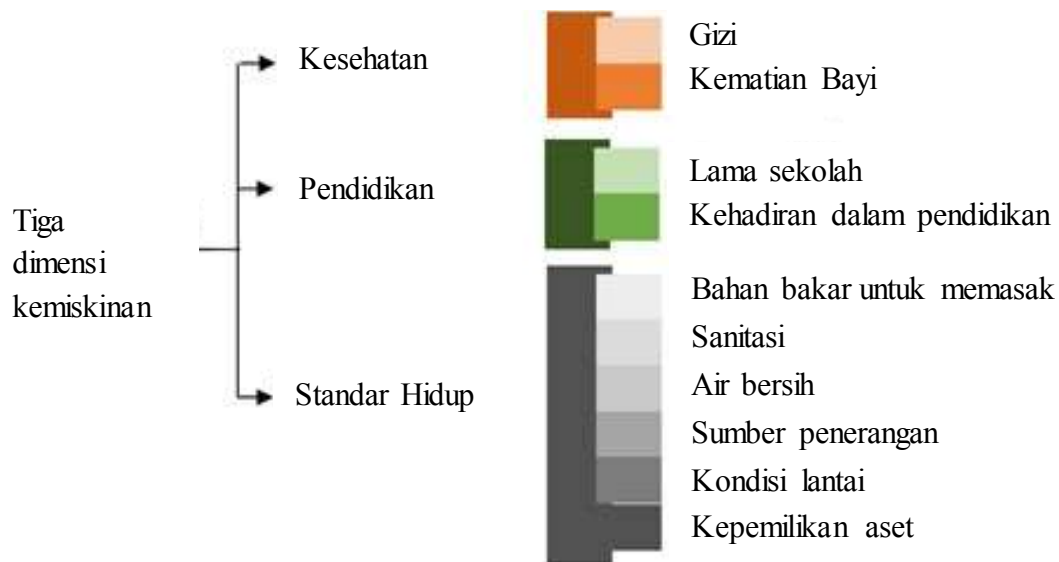 Tiga
dimensi
kemiskinan
Kesehatan
Pendidikan
Standar Hidup
Gizi
Kematian Bayi
Lama sekolah
Kehadiran dalam pendidikan
Bahan bakar untuk memasak
Sanitasi
Air bersih
Sumber penerangan
Kondisi lantai
Kepemilikan aset